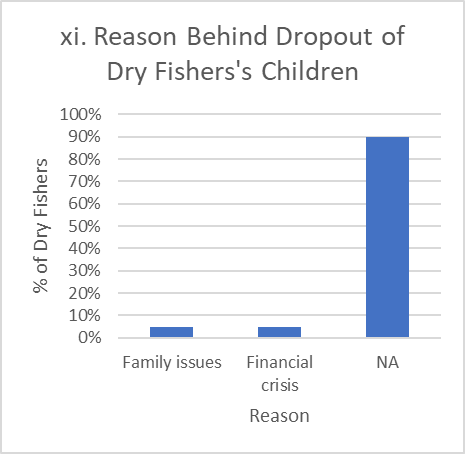 xi. Reason Behind Dropout of
Dry Fishers's Children
% of Dry Fishers
100%
90%
80%
70%
60%
50%
40%
30%
20%
10%
0%
Family issues
Financial
crisis
NA
Reason